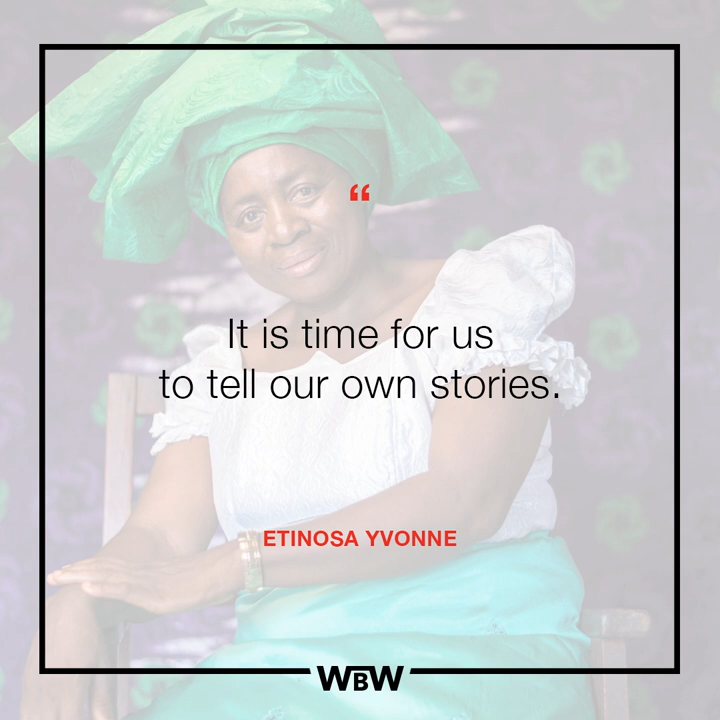 “
It is time for us
to tell our own stories.
ETINOSA YVONNE
WBW